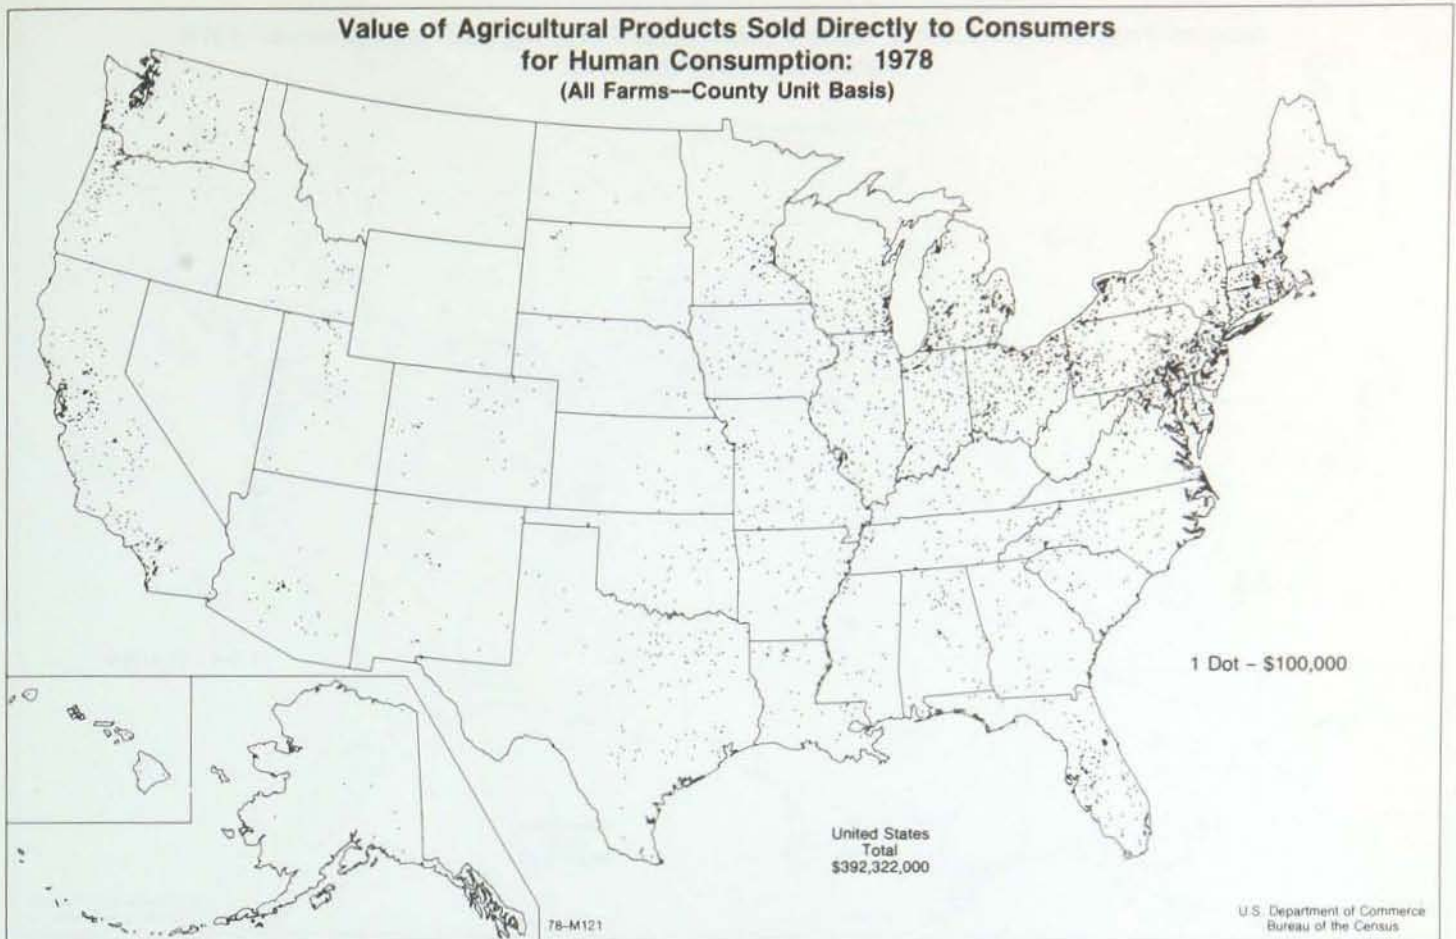 Value of Agricultural Products Sold Directly to Consumers
for Human Consumption: 1978
(All Farms--County Unit Basis)
1 Dot - $100,000
United States
Total
$392,322,000
78-M121
U.S. Department of Commerce
Bureau of the Census